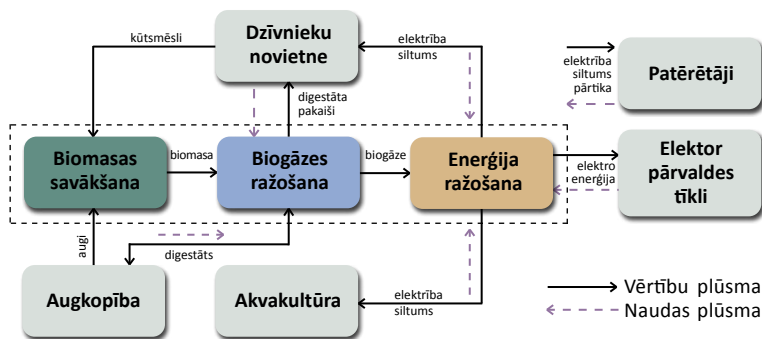 kūtsmēsli
Dzīvnieku
novietne
elektrība
siltums
elektrība
siltums
pārtika
Patērētāji
digestāta
pakaiši
Biomasas
savākšana
biomasa
Biogāzes
ražošana
biogāze
Enerģija
ražošana
elektro
enerģija
Elektor
pārvaldes
tīkli
augi
digestāts
Augkopība
Akvakultūra
elektrība
siltums
Vērtību plūsma
Naudas plūsma